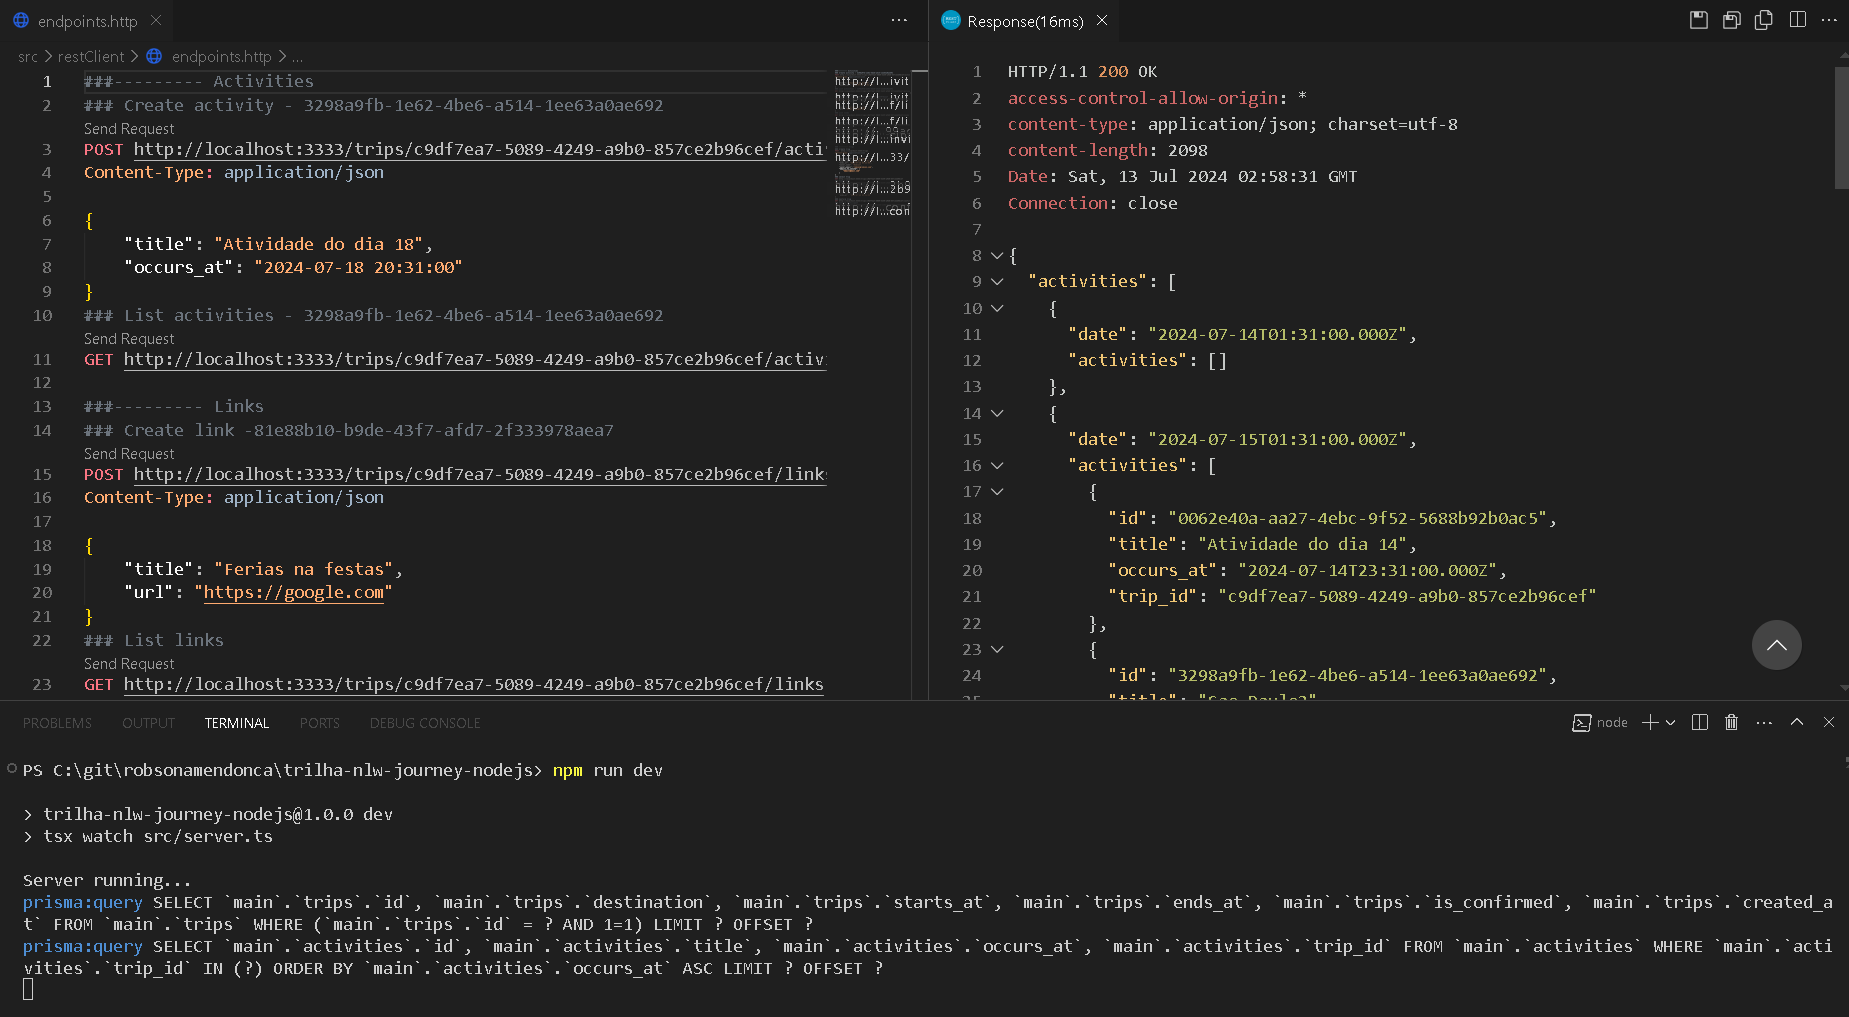 endpoints.http
src > restClient > endpoints.http > ...
1 ###--------- Activities
2 ### Create activity - 3298a9fb-1e62-4be6-a514-1ee63a0ae692
Send Request
3 POST http://localhost:3333/trips/c9df7ea7-5089-4249-a9b0-857ce2b96cef/acti
4 Content-Type: application/json
5
6 {
7 "title": "Atividade do dia 18",
8 "occurs_at": "2024-07-18 20:31:00"
9 }
10 ### List activities - 3298a9fb-1e62-4be6-a514-1ee63a0ae692
Send Request
11 GET http://localhost:3333/trips/c9df7ea7-5089-4249-a9b0-857ce2b96cef/activ
12
13 ###--------- Links
14 ### Create link -81e88b10-b9de-43f7-afd7-2f333978aea7
Send Request
15 POST http://localhost:3333/trips/c9df7ea7-5089-4249-a9b0-857ce2b96cef/links
16 Content-Type: application/json
17
18 {
19 "title": "Ferias na festas",
20 "url": "https://google.com"
21 }
22 ### List links
Send Request
23 GET http://localhost:3333/trips/c9df7ea7-5089-4249-a9b0-857ce2b96cef/links
Response(16ms)
1 HTTP/1.1 200 OK
2 access-control-allow-origin: *
3 content-type: application/json; charset=utf-8
4 content-length: 2098
5 Date: Sat, 13 Jul 2024 02:58:31 GMT
6 Connection: close
7
8 {
9 "activities": [
10 {
11 "date": "2024-07-14T01:31:00.000Z",
12 "activities": []
13 },
14 {
15 "date": "2024-07-15T01:31:00.000Z",
16 "activities": [
17 {
18 "id": "0062e40a-aa27-4ebc-9f52-5688b92b0ac5",
19 "title": "Atividade do dia 14",
20 "occurs_at": "2024-07-14T23:31:00.000Z",
21 "trip_id": "c9df7ea7-5089-4249-a9b0-857ce2b96cef"
22 },
23 {
24 "id": "3298a9fb-1e62-4be6-a514-1ee63a0ae692",
PROBLEMS OUTPUT TERMINAL PORTS DEBUG CONSOLE
node
PS C:\git\robsonamendonca\trilha-nlw-journey-nodejs> npm run dev
> trilha-nlw-journey-nodejs@1.0.0 dev
> tsx watch src/server.ts
Server running...
prisma:query SELECT `main`.`trips`.`id`, `main`.`trips`.`destination`, `main`.`trips`.`starts_at`, `main`.`trips`.`ends_at`, `main`.`trips`.`is_confirmed`, `main`.`trips`.`created_a
t` FROM `main`.`trips` WHERE (`main`.`trips`.`id` = ? AND 1=1) LIMIT ? OFFSET ?
prisma:query SELECT `main`.`activities`.`id`, `main`.`activities`.`title`, `main`.`activities`.`occurs_at`, `main`.`activities`.`trip_id` FROM `main`.`activities` WHERE `main`.`acti
vities`.`trip_id` IN (?) ORDER BY `main`.`activities`.`occurs_at` ASC LIMIT ? OFFSET ?